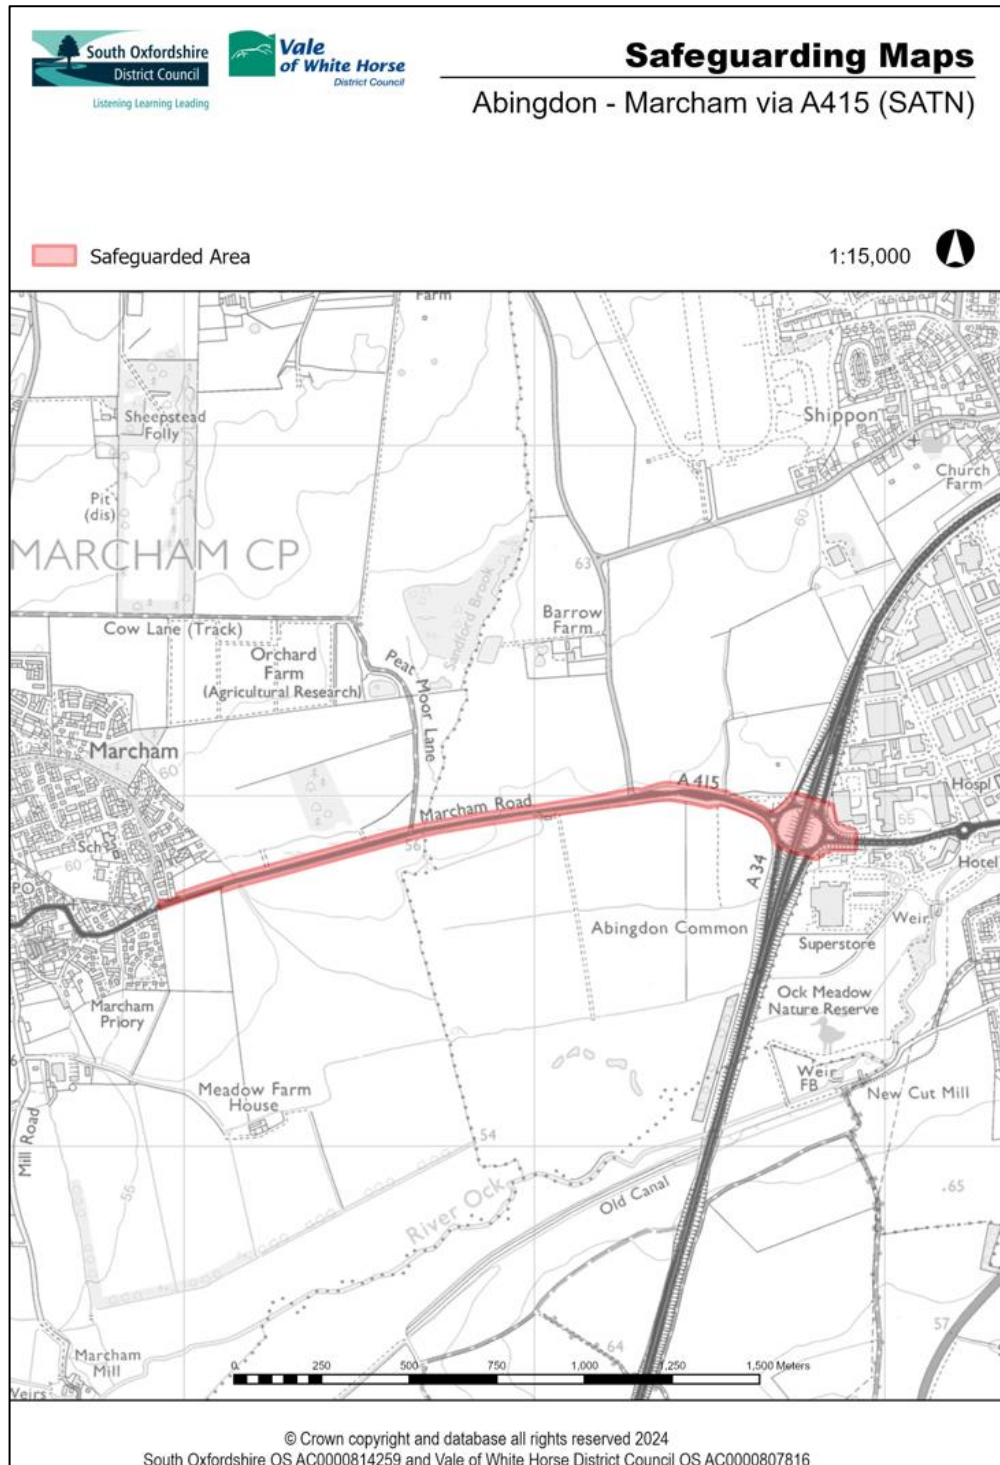 South Oxfordshire
District Council
Listening Learning Leading
Vale
of White Horse
District Council
Safeguarding Maps
Abingdon - Marcham via A415 (SATN)
Safeguarded Area
1:15,000
Farm
Sheepstead
Folly
Shippon
Church
Farm
Pit
(dis)
60
MARCHAM CP
63
Sandford Brook
Barrow
Farm
Cow Lane (Track)
Orchard
Farm
(Agricultural Research)
Peat Moor Lane
Marcham
60
A415
Marcham Road
Hospl
55
56
Sch
60
PO
A 34
Hotel
Abingdon Common
Weir
Superstore
Marcham
Priory
Ock Meadow
Nature Reserve
Weir
FB
New Cut Mill
Meadow Farm
House
Mill Road
54
55
River Ock
Old Canal
.65
57
64
Marcham
Mill
Weirs
0 250 500 750 1,000 1,250 1,500 Meters
© Crown copyright and database all rights reserved 2024
South Oxfordshire OS AC0000814259 and Vale of White Horse District Council OS AC0000807816